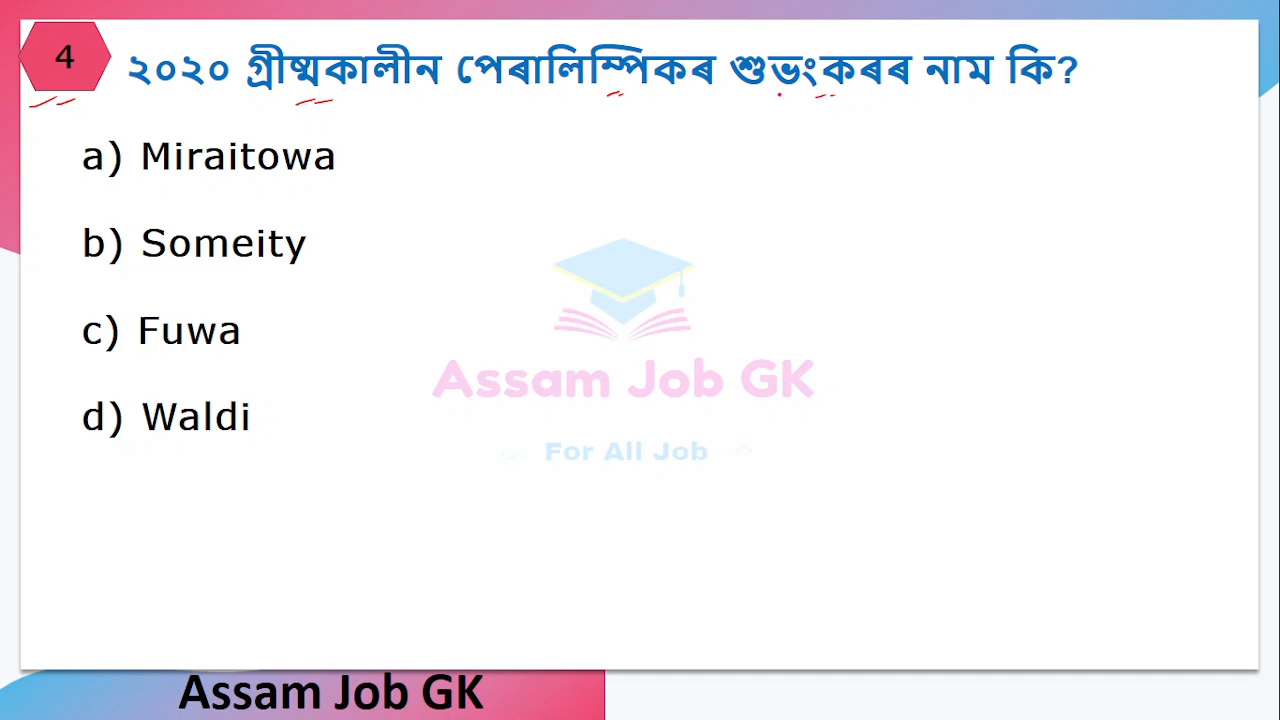 4
২০২০ গ্ৰীষ্মকালীন পেৰালিম্পিকৰ শুভংকৰৰ নাম কি?
a) Miraitowa
b) Someity
c) Fuwa
d) Waldi
Assam Job GK
For All Job
Assam Job GK